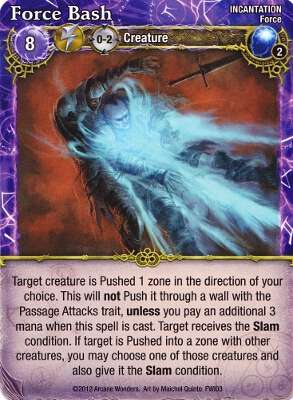 Force Bash
INCANTATION
Force
8
0-2
Creature
2
Target creature is Pushed 1 zone in the direction of your
choice. This will not Push it through a wall with the
Passage Attacks trait, unless you pay an additional 3
mana when this spell is cast. Target receives the Slam
condition. If target is Pushed into a zone with other
creatures, you may choose one of those creatures
and also give it the Slam condition.
©2012 Arcane Wonders. Art by Maichol Quinto. FWI03